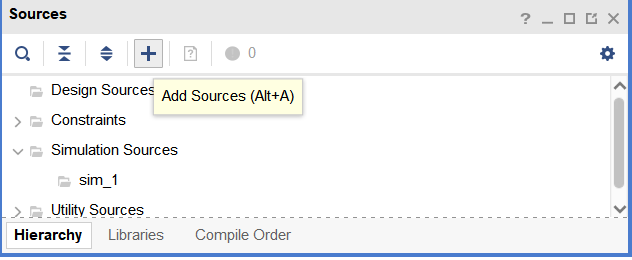 Sources
? 
0
Design Sources
Add Sources (Alt+A)
Constraints
Simulation Sources
sim_1
Utility Sources
Hierarchy Libraries Compile Order